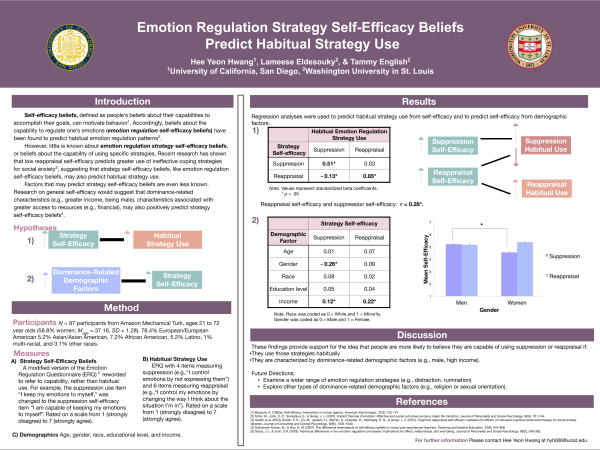 Emotion Regulation Strategy Self-Efficacy Beliefs
Predict Habitual Strategy Use
Hee Yeon Hwang¹, Lameese Eldesouky², & Tammy English²
¹University of California, San Diego, ²Washington University in St. Louis
Introduction
Self-efficacy beliefs, defined as people's beliefs about their capabilities to
accomplish their goals, can motivate behavior¹. Accordingly, beliefs about the
capability to regulate one's emotions (emotion regulation self-efficacy beliefs) have
been found to predict habitual emotion regulation patterns².
However, little is known about emotion regulation strategy self-efficacy beliefs,
or beliefs about the capability of using specific strategies. Recent research has shown
that low reappraisal self-efficacy predicts greater use of ineffective coping strategies
for social anxiety³, suggesting that strategy self-efficacy beliefs, like emotion regulation
self-efficacy beliefs, may also predict habitual strategy use.
Factors that may predict strategy self-efficacy beliefs are even less known.
Research on general self-efficacy would suggest that dominance-related
characteristics (e.g., greater income, being male), characteristics associated with
greater access to resources (e.g., financial), may also positively predict strategy
self-efficacy beliefs⁴.
Hypotheses
1)
Strategy
Self-Efficacy
Habitual
Strategy Use
2)
Dominance-Related
Demographic
Factors
Strategy
Self-Efficacy
Method
Participants N = 97 participants from Amazon Mechanical Turk, ages 21 to 72
year olds (58.8% women; Mage = 37.16, SD = 1.28). 78.4% European/European
American 5.2% Asian/Asian American, 7.2% African American, 5.2% Latino, 1%
multi-racial, and 3.1% other races.
Measures
A) Strategy Self-Efficacy Beliefs
A modified version of the Emotion
Regulation Questionnaire (ERQ)⁵ reworded
to refer to capability, rather than habitual
use. For example, the suppression use item
"I keep my emotions to myself," was
changed to the suppression self-efficacy
item "I am capable of keeping my emotions
to myself". Rated on a scale from 1
(strongly disagree) to 7 (strongly agree).
B) Habitual Strategy Use
ERQ with 4 items measuring
suppression (e.g., "I control my
emotions by not expressing them")
and 6 items measuring reappraisal
(e.g.,"I control my emotions by
changing the way I think about the
situation I'm in"). Rated on a scale
from 1 (strongly disagree) to 7
(strongly agree).
C) Demographics Age, gender, race, educational level, and income.
Results
Regression analyses were used to predict habitual strategy use from self-efficacy and to predict self-efficacy from demographic
factors.
1)
Habitual Emotion Regulation
Strategy Use
Strategy
Self-efficacy
Suppression Reappraisal
Suppression 0.51* 0.03
Reappraisal - 0.13* 0.85*
Note. Values represent standardized beta coefficients.
* p < .05.
Suppression
Self-Efficacy
Suppression
Habitual Use
Reappraisal
Self-Efficacy
Reappraisal
Habitual Use
Reappraisal self-efficacy and suppression self-efficacy: r = 0.28*.
2)
Strategy Self-efficacy
Demographic
Factor
Suppression Reappraisal
Age 0.01 0.07
Gender - 0.26* 0.09
Race 0.08 0.02
Education level 0.05 0.04
Income 0.12* 0.22*
Note. Race was coded as 0 = White and 1 = Minority.
Gender was coded as 0 = Male and 1 = Female.
Mean Self-Efficacy
7
6
5
4
3
2
1
*
Men
Women
Gender
Suppression
Reappraisal
Discussion
These findings provide support for the idea that people are more likely to believe they are capable of using suppression or reappraisal if:
•They use those strategies habitually
•They are characterized by dominance-related demographic factors (e.g., male, high income).
Future Directions:
• Examine a wider range of emotion regulation strategies (e.g., distraction. rumination)
• Explore other types of dominance-related demographic factors (e.g., religion or sexual orientation).
References
For further information Please contact Hee Yeon Hwang at hyh006@ucsd.edu.